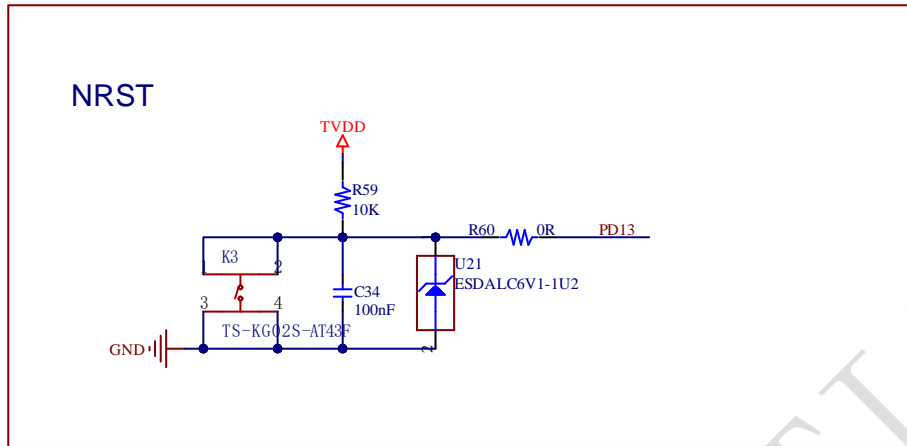 NRST
TVDD
R59
10K
R60 0R PD13
K3
1 2
U21
ESDALC6V1-1U2
3 4
C34
100nF
TS-KG02S-AT43F
GND
2